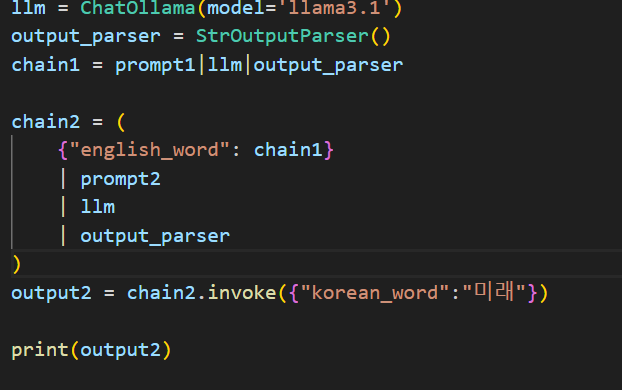 llm = ChatOllama(model='llama3.1')
output_parser = StrOutputParser()
chain1 = prompt1|llm|output_parser
chain2 = (
    {"english_word": chain1}
    | prompt2
    | llm
    | output_parser
)
output2 = chain2.invoke({"korean_word":"미래"})
print(output2)